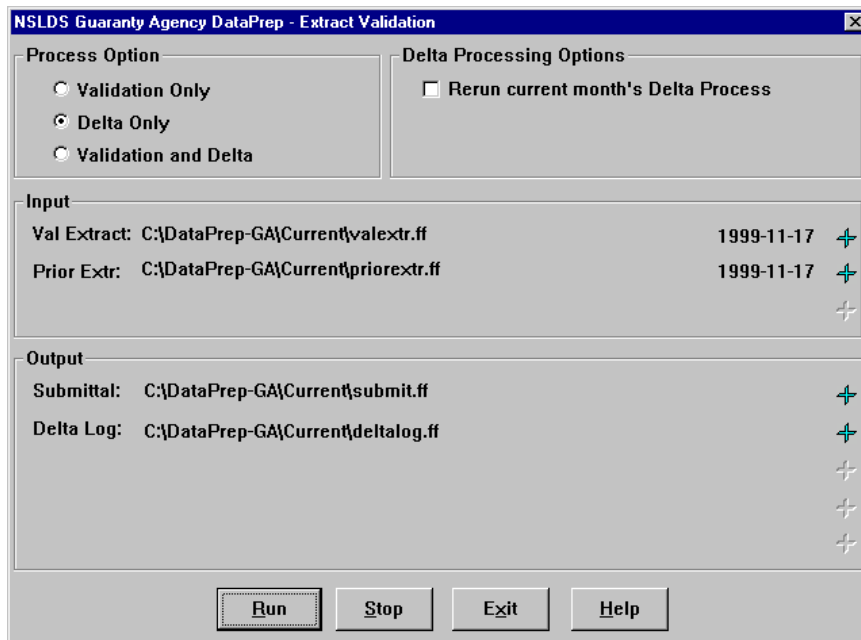 NSLDS Guaranty Agency DataPrep - Extract Validation
Process Option
Validation Only
Delta Only
Validation and Delta
Delta Processing Options
Rerun current month's Delta Process
Input
Val Extract: C:\DataPrep-GA\Current\valextr.ff 1999-11-17
Prior Extr: C:\DataPrep-GA\Current\priorextr.ff 1999-11-17
Output
Submittal: C:\DataPrep-GA\Current\submit.ff
Delta Log: C:\DataPrep-GA\Current\deltalog.ff
Run Stop Exit Help